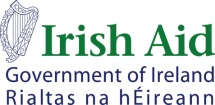 Irish Aid
Government of Ireland
Rialtas na hÉireann